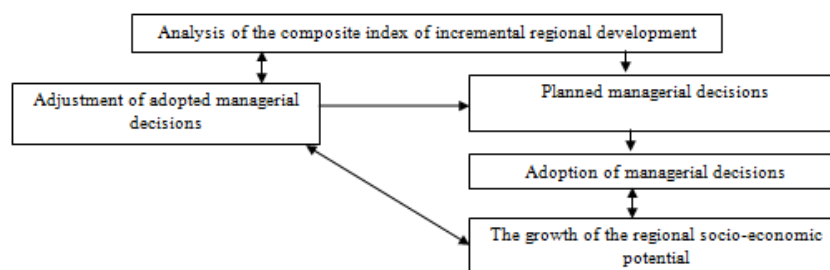 Analysis of the composite index of incremental regional development
Adjustment of adopted managerial
decisions
Planned managerial decisions
Adoption of managerial decisions
The growth of the regional socio-economic
potential